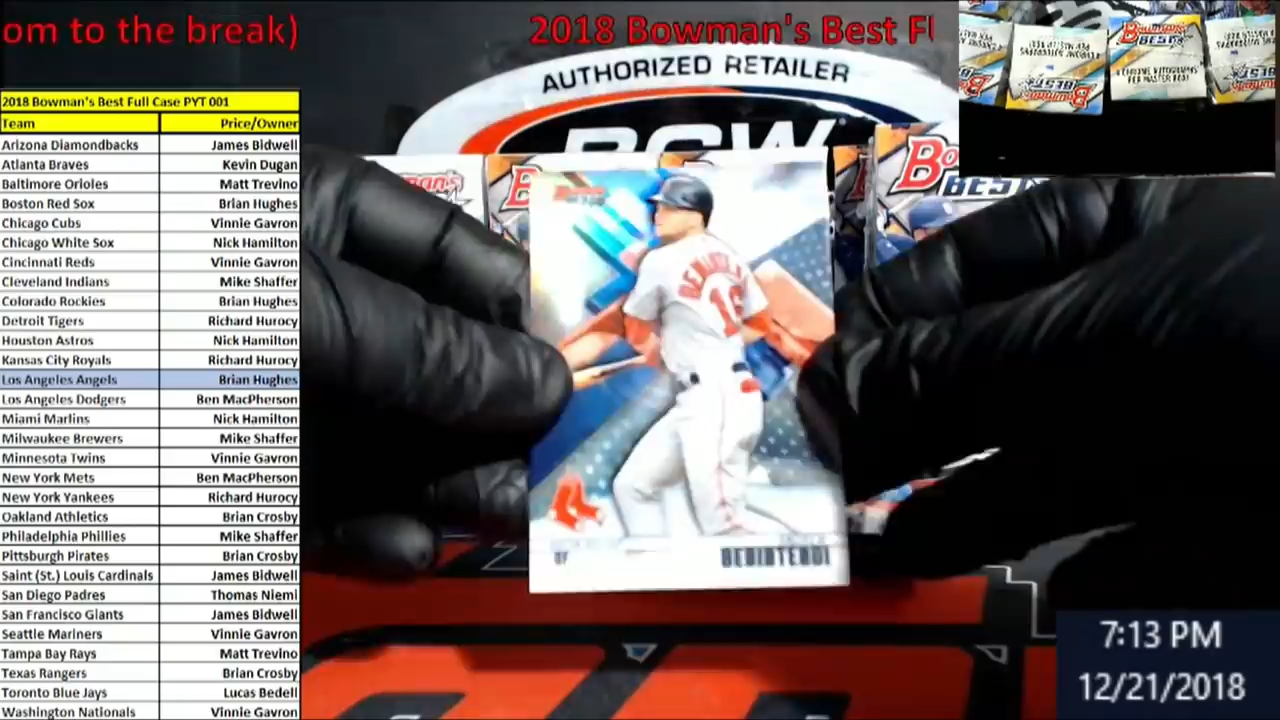 om to the break)
2018 Bowman's Best Fl
AUTHORIZED RETAILER
BCW
2018 Bowman's Best Full Case PYT 001
Team Price/Owner
Arizona Diamondbacks James Bidwell
Atlanta Braves Kevin Dugan
Baltimore Orioles Matt Trevino
Boston Red Sox Brian Hughes
Chicago Cubs Vinnie Gavron
Chicago White Sox Nick Hamilton
Cincinnati Reds Vinnie Gavron
Cleveland Indians Mike Shaffer
Colorado Rockies Brian Hughes
Detroit Tigers Richard Hurocy
Houston Astros Nick Hamilton
Kansas City Royals Richard Hurocy
Los Angeles Angels Brian Hughes
Los Angeles Dodgers Ben MacPherson
Miami Marlins Nick Hamilton
Milwaukee Brewers Mike Shaffer
Minnesota Twins Vinnie Gavron
New York Mets Ben MacPherson
New York Yankees Richard Hurocy
Oakland Athletics Brian Crosby
Philadelphia Phillies Mike Shaffer
Pittsburgh Pirates Brian Crosby
Saint (St.) Louis Cardinals James Bidwell
San Diego Padres Thomas Niemi
San Francisco Giants James Bidwell
Seattle Mariners Vinnie Gavron
Tampa Bay Rays Matt Trevino
Texas Rangers Brian Crosby
Toronto Blue Jays Lucas Bedell
Washington Nationals Vinnie Gavron
Bowman's
BEST
BENINTENDI
16
OF
BENINTENDI
7:13 PM
12/21/2018